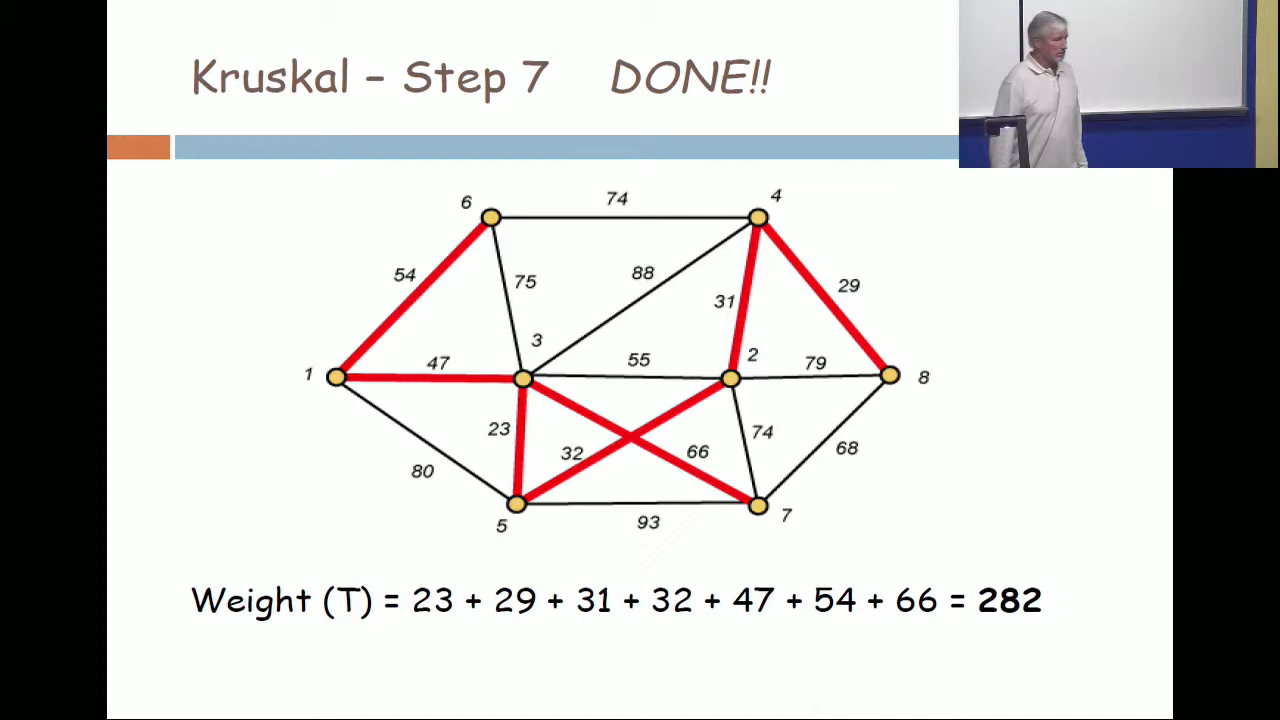 Kruskal – Step 7 DONE!!
6 74 4
54 75 88 31 29
3 2
1 47 55 79 8
23 32 66 74 68
80
5 93 7
Weight (T) = 23 + 29 + 31 + 32 + 47 + 54 + 66 = 282